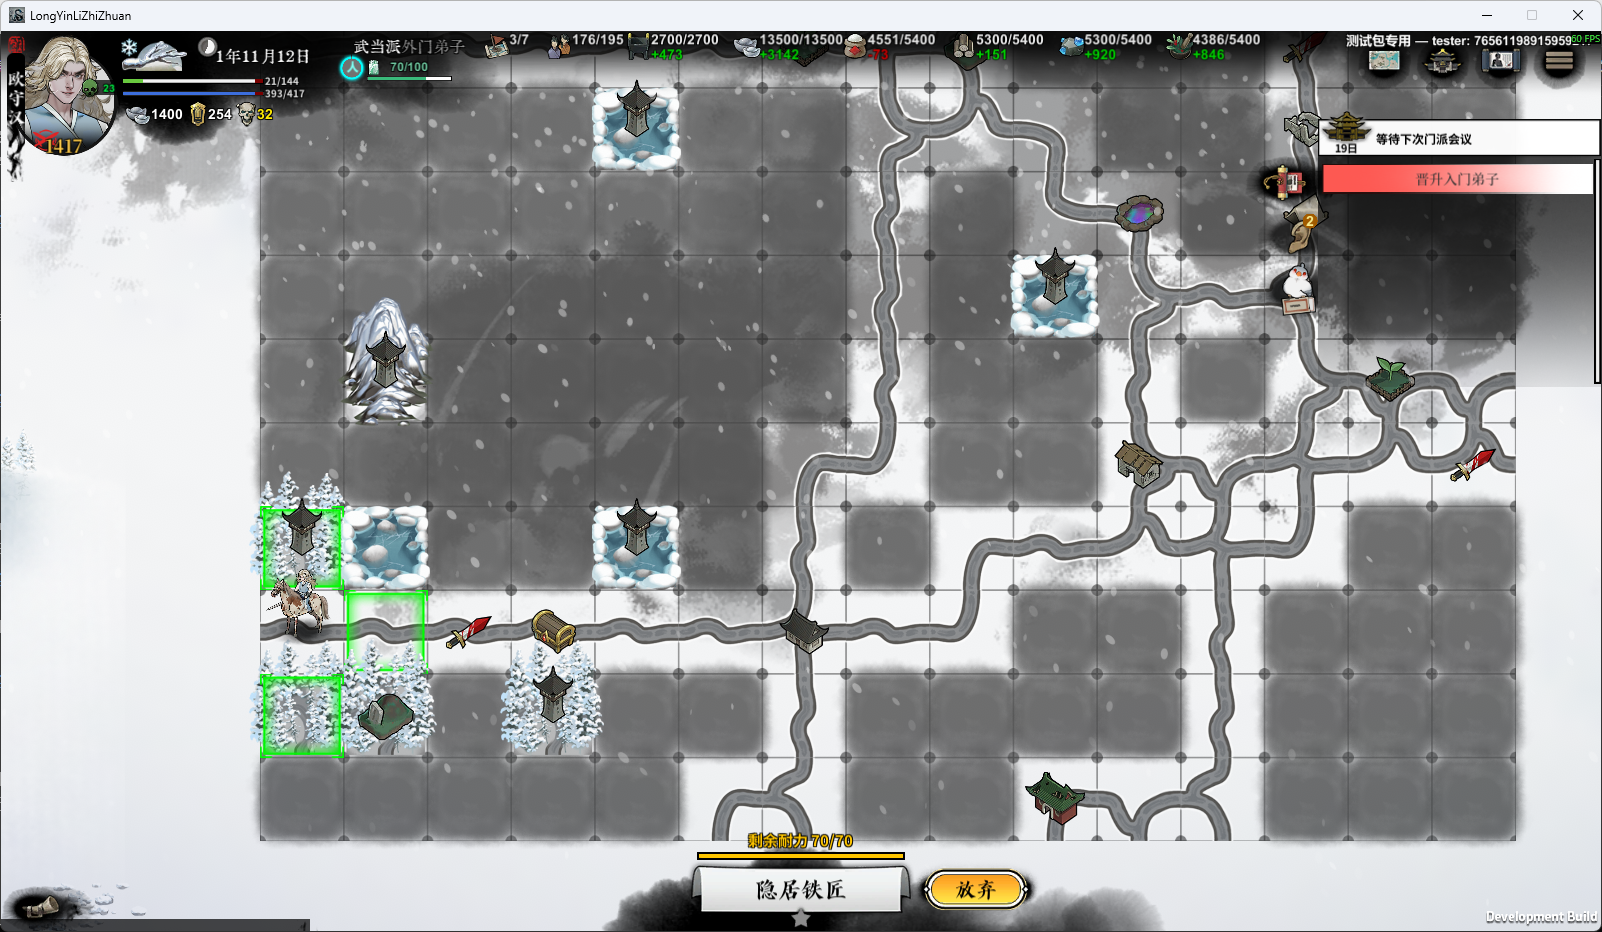 LongYinLiZhiZhuan
欧守汉
23
1417
1年11月12日
21/144
393/417
1400
254
32
武当派外门弟子
70/100
3/7
176/195
2700/2700
+473
13500/13500
+3142
4551/5400
-73
5300/5400
+151
5300/5400
+920
4386/5400
+846
测试包专用 — tester: 765611989159592
60 FPS
19日
等待下次门派会议
晋升入门弟子
2
剩余耐力 70/70
隐居铁匠
放弃
Development Build